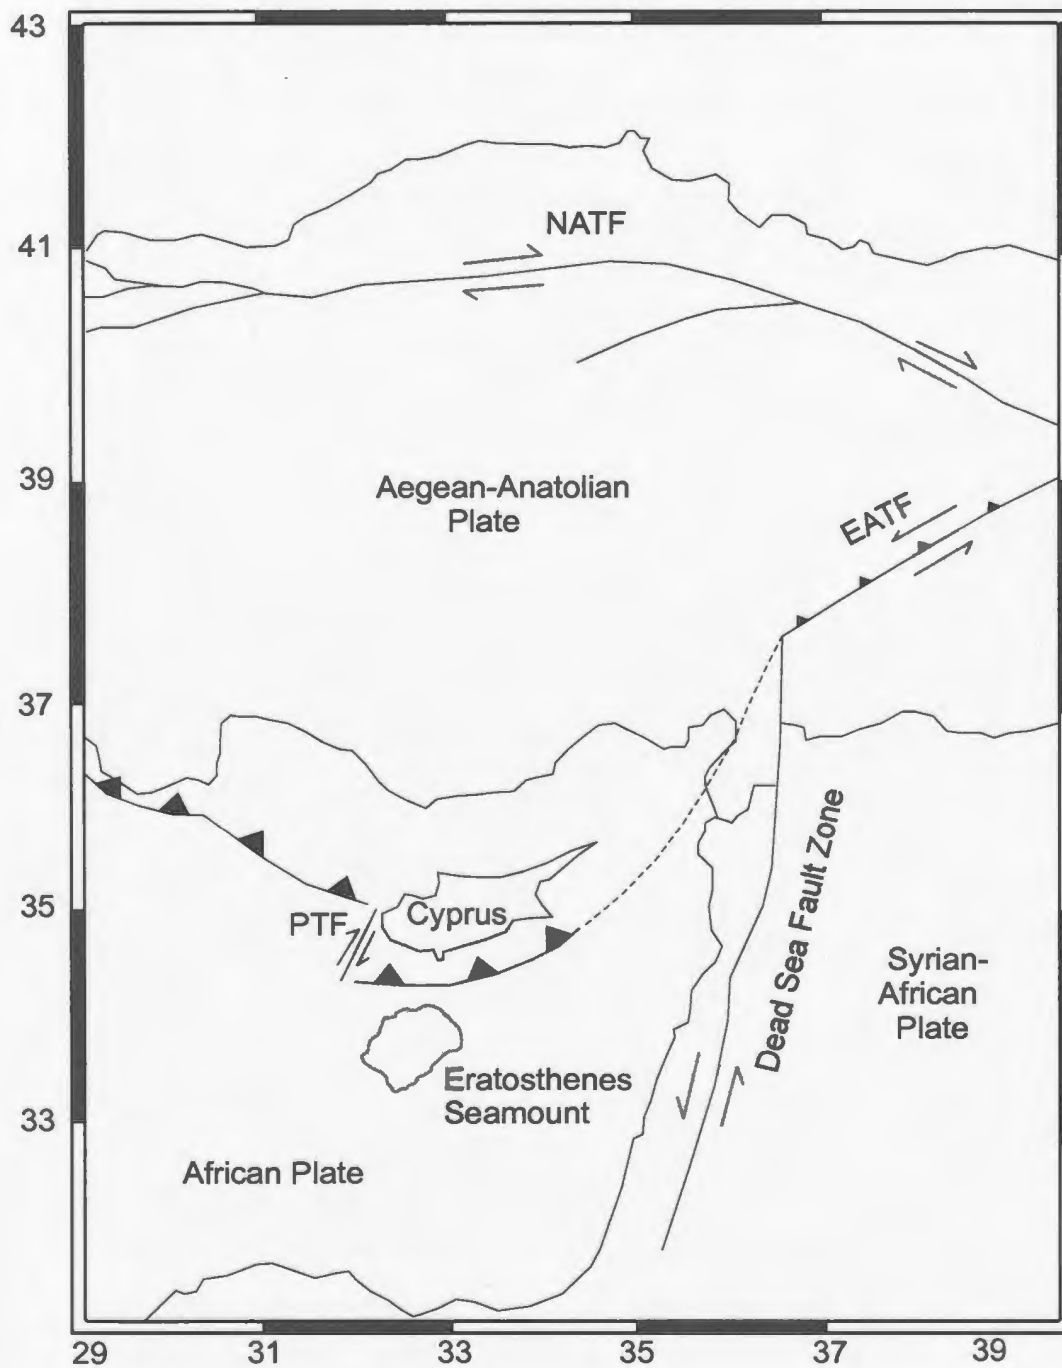 43
41
39
37
35
33
NATF
Aegean-Anatolian
Plate
EATF
PTF
Cyprus
Dead Sea Fault Zone
Syrian-
African
Plate
Eratosthenes
Seamount
African Plate
29
31
33
35
37
39